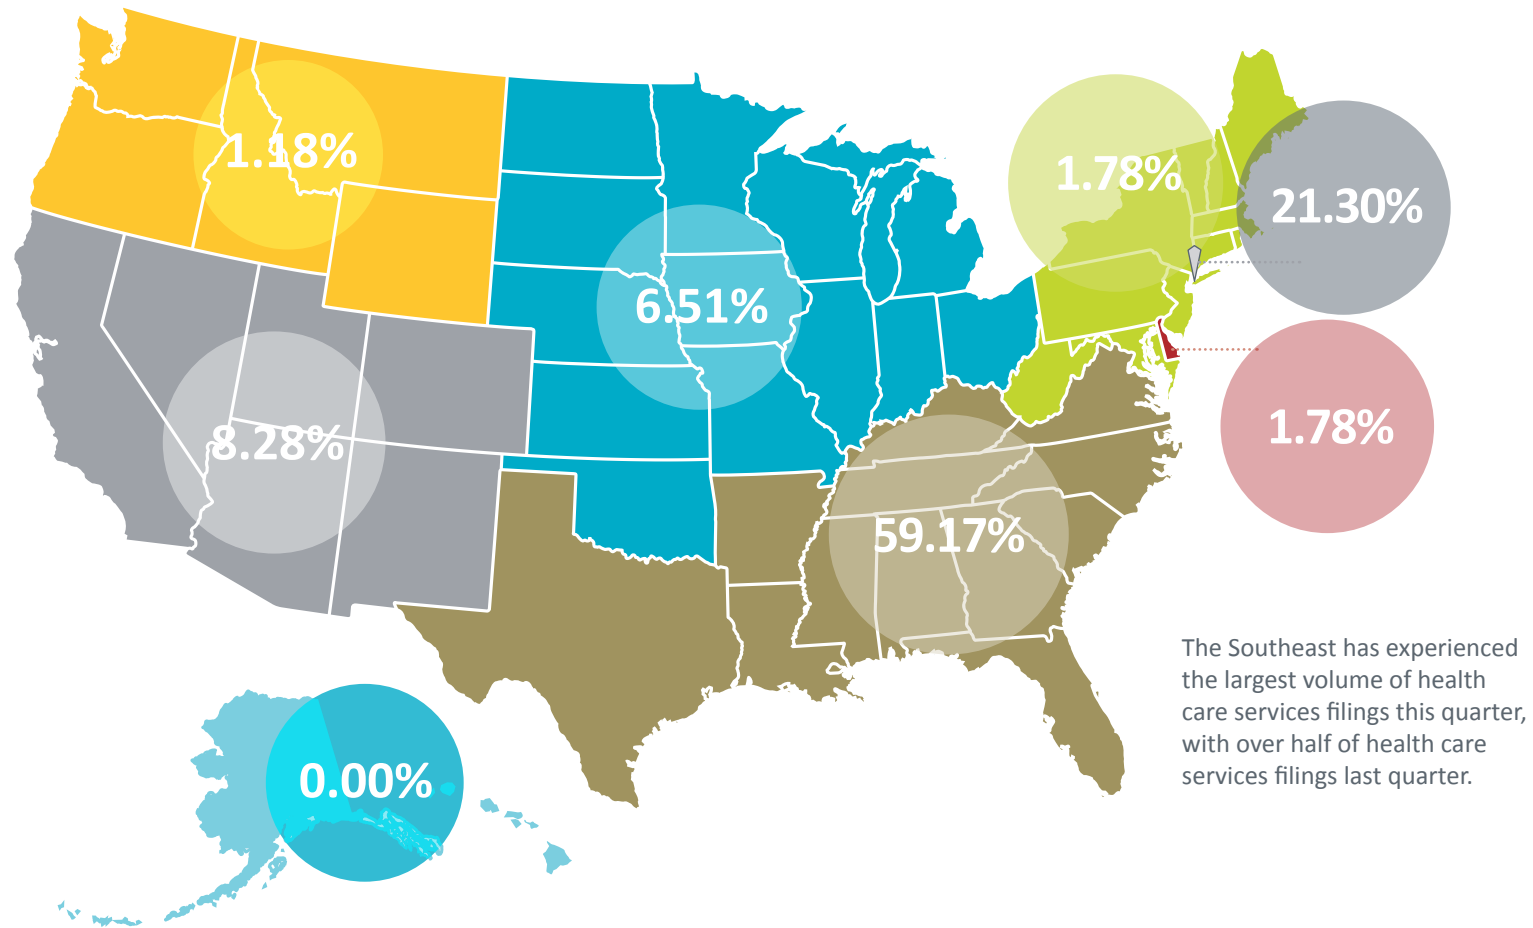 1.18%
1.78%
21.30%
6.51%
1.78%
8.28%
59.17%
The Southeast has experienced
the largest volume of health
care services filings this quarter,
with over half of health care
services filings last quarter.
0.00%